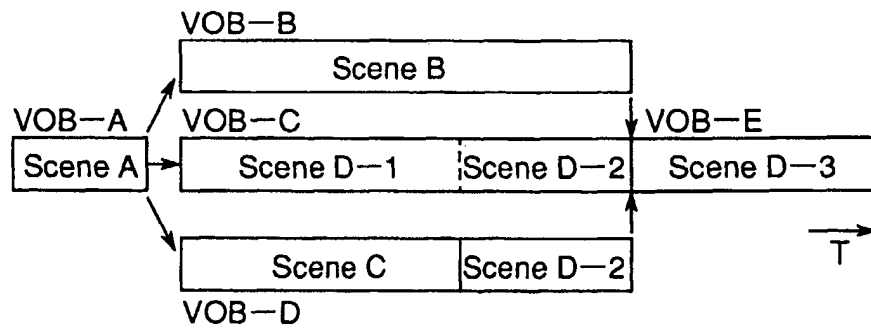 VOB—B
Scene B
VOB—A
VOB—C
VOB—E
Scene A
Scene D—1
Scene D—2
Scene D—3
T
Scene C
Scene D—2
VOB—D